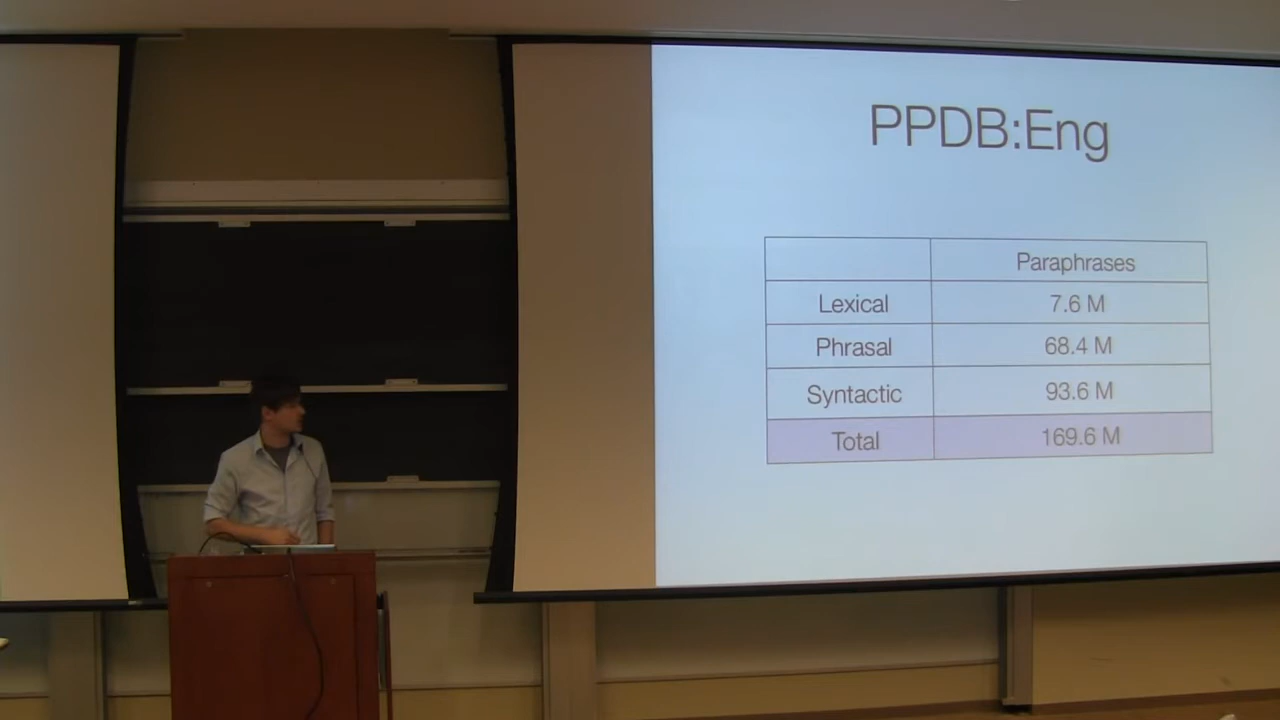 PPDB:Eng
Paraphrases
Lexical 7.6 M
Phrasal 68.4 M
Syntactic 93.6 M
Total 169.6 M